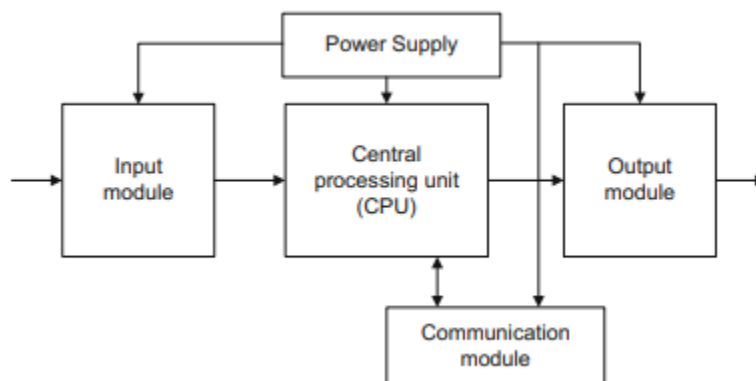 Power Supply
Input
module
Central
processing unit
(CPU)
Output
module
Communication
module